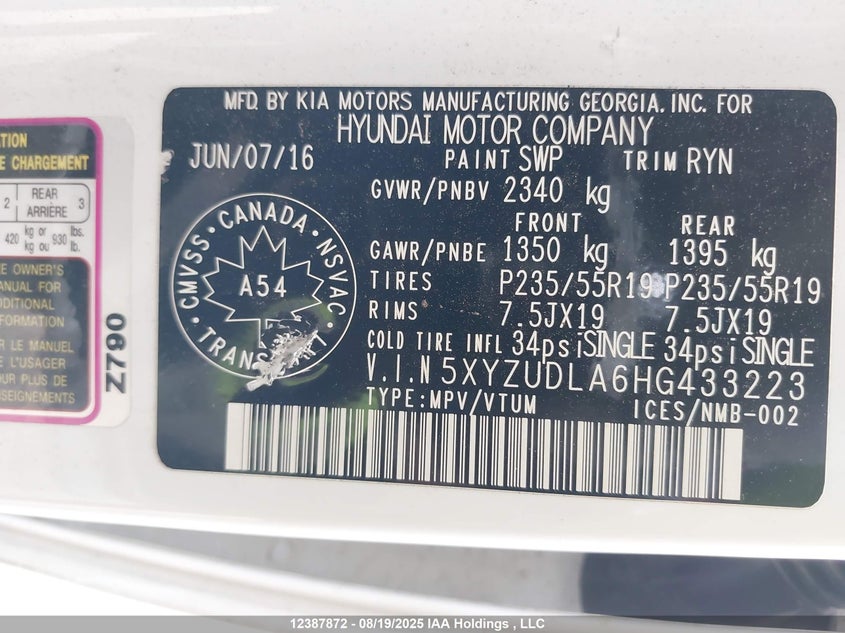 ATION
E CHARGEMENT
2 REAR ARRIÈRE 3
420 kg or kg ou 930 lbs. lb.
E OWNER'S
ANUAL FOR
DDITIONAL
FORMATION
R LE MANUEL
E L'USAGER
OUR PLUS DE
SEIGNEMENTS
Z790
MFD. BY KIA MOTORS MANUFACTURING GEORGIA. INC. FOR
HYUNDAI MOTOR COMPANY
JUN/07/16 PAINT SWP TRIM RYN
GVWR/PNBV 2340 kg
FRONT REAR
GAWR/PNBE 1350 kg 1395 kg
TIRES P235/55R19 P235/55R19
RIMS 7.5JX19 7.5JX19
COLD TIRE INFL 34psi SINGLE 34psi SINGLE
V.I.N 5XYZUDLA6HG433223
TYPE:MPV/VTUM ICES/NMB-002
CMVSS • CANADA • NSVAC
A54
TRANS
12387872 - 08/19/2025 IAA Holdings , LLC